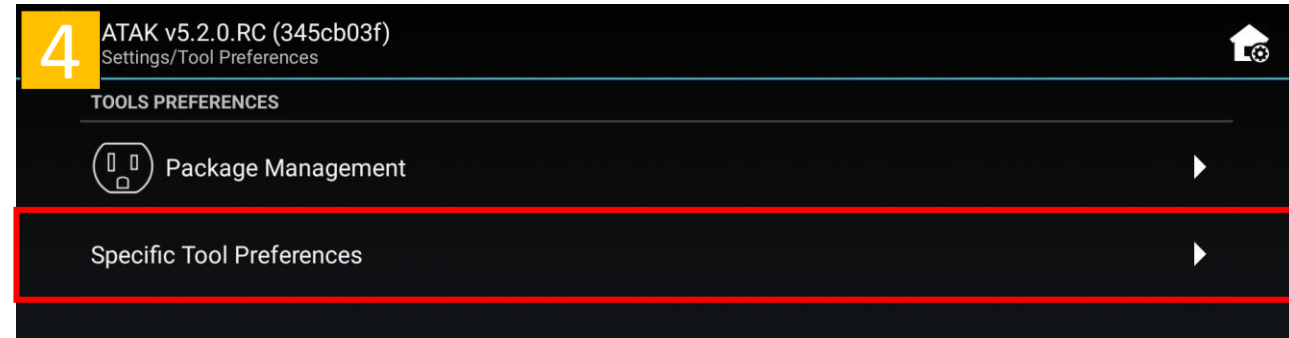 4
ATAK v5.2.0.RC (345cb03f)
Settings/Tool Preferences
TOOLS PREFERENCES
Package Management
Specific Tool Preferences